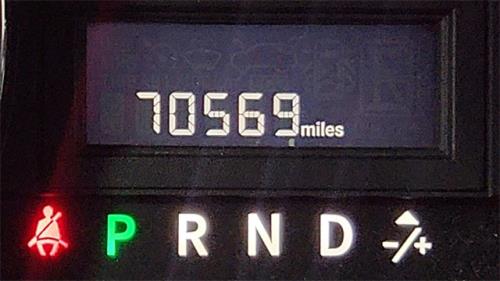 70569 miles
P R N D -/+